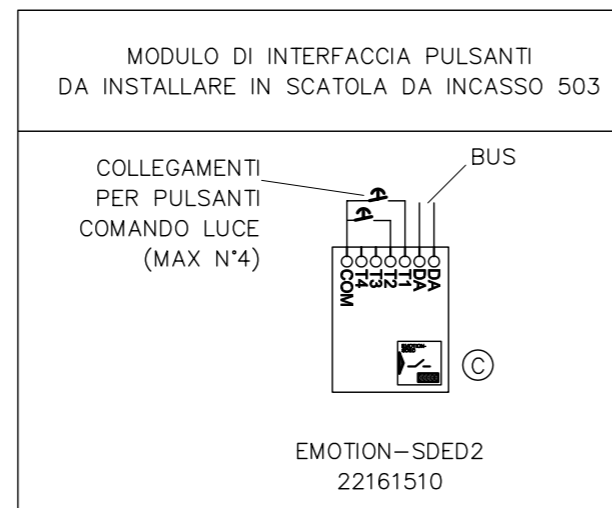 MODULO DI INTERFACCIA PULSANTI
DA INSTALLARE IN SCATOLA DA INCASSO 503
COLLEGAMENTI
PER PULSANTI
COMANDO LUCE
(MAX N°4)
BUS
COM
T4
T3
T2
T1
DA
DA
C
EMOTION-SDED2
22161510